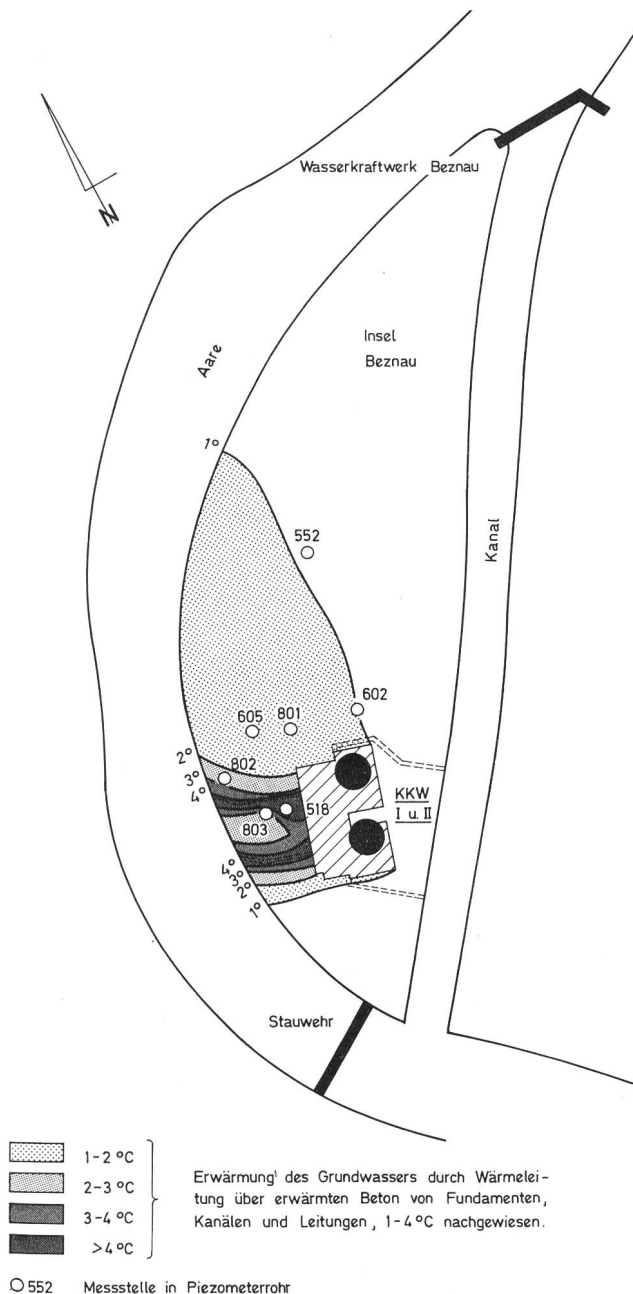 Wasserkraftwerk Beznau
N
Insel
Beznau
Aare
1°
552
Kanal
602
605
801
2°
3°
4°
802
KKW
I u. II
518
803
4°
3°
2°
1°
Stauwehr
1-2 °C
2-3 °C
3-4 °C
>4 °C
Erwärmung' des Grundwassers durch Wärmelei-
tung über erwärmten Beton von Fundamenten,
Kanälen und Leitungen, 1-4 °C nachgewiesen.
552 Messstelle in Piezometerrohr